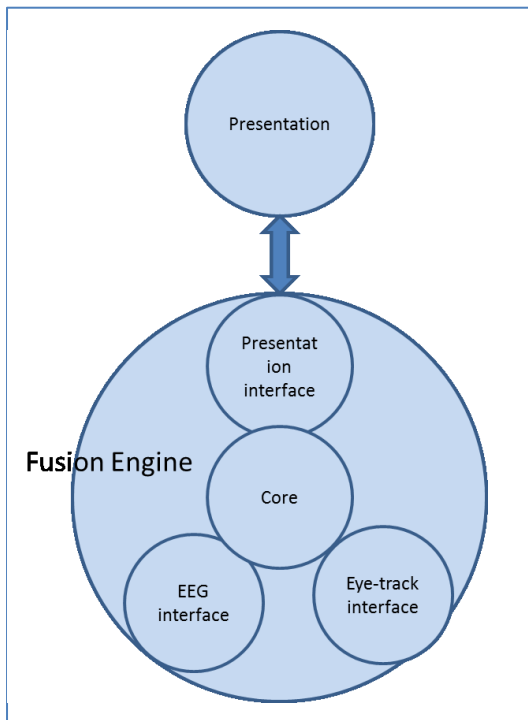 Presentation
Presentat
ion
interface
Fusion Engine
Core
EEG
interface
Eye-track
interface